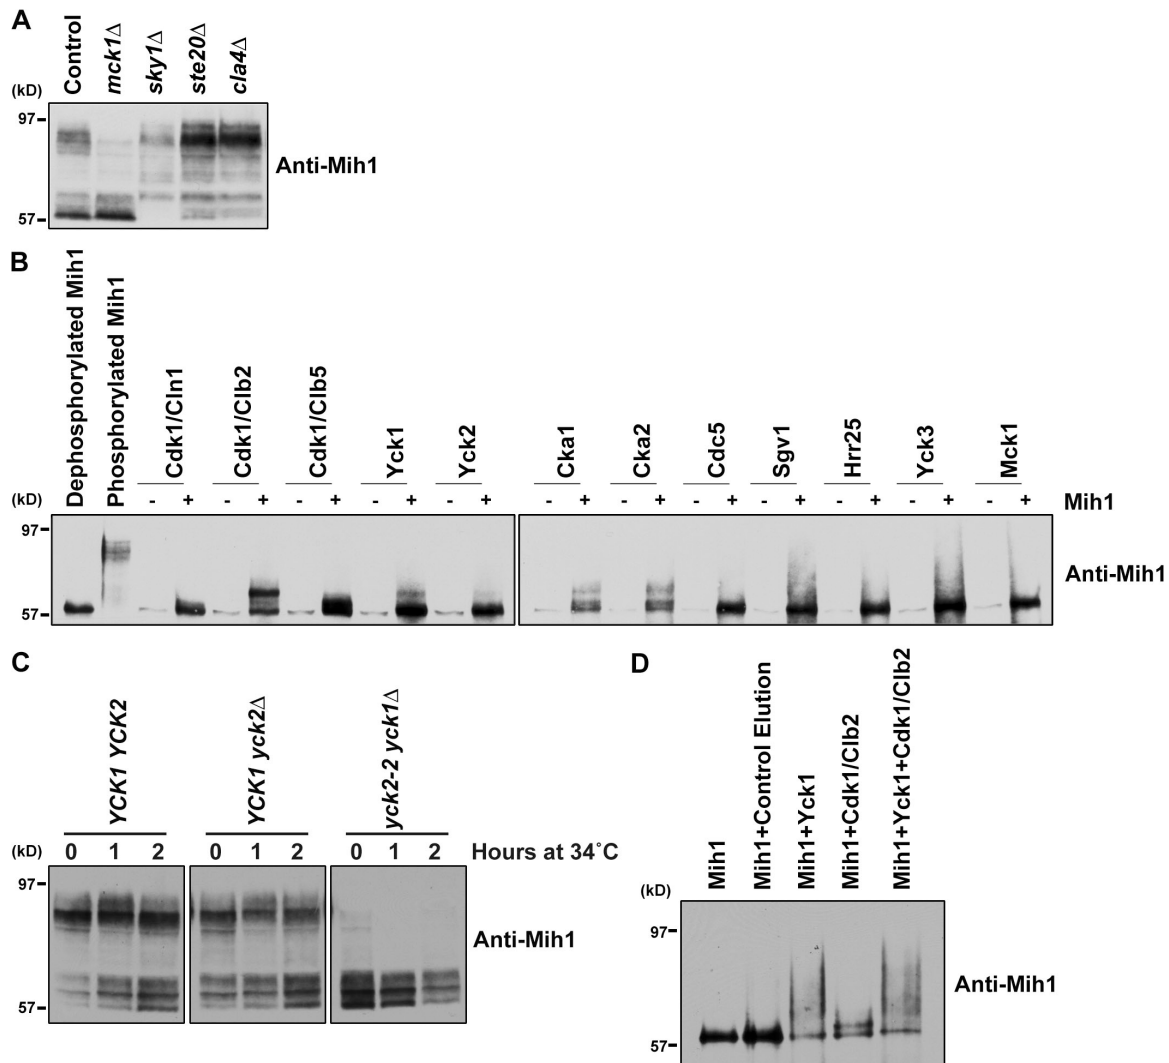 A
Control
mck1Δ
sky1Δ
ste20Δ
cla4Δ
(kD)
97
57
Anti-Mih1
B
Dephosphorylated Mih1
Phosphorylated Mih1
Cdk1/Cln1
Cdk1/Clb2
Cdk1/Clb5
Yck1
Yck2
Cka1
Cka2
Cdc5
Sgv1
Hrr25
Yck3
Mck1
(kD)
- + - + - + - + - + - + - + - + - + - + - + - + Mih1
97
57
Anti-Mih1
C
YCK1 YCK2
YCK1 yck2Δ
yck2-2 yck1Δ
(kD)
0 1 2 0 1 2 0 1 2 Hours at 34˚C
97
57
Anti-Mih1
D
Mih1
Mih1+Control Elution
Mih1+Yck1
Mih1+Cdk1/Clb2
Mih1+Yck1+Cdk1/Clb2
(kD)
97
57
Anti-Mih1